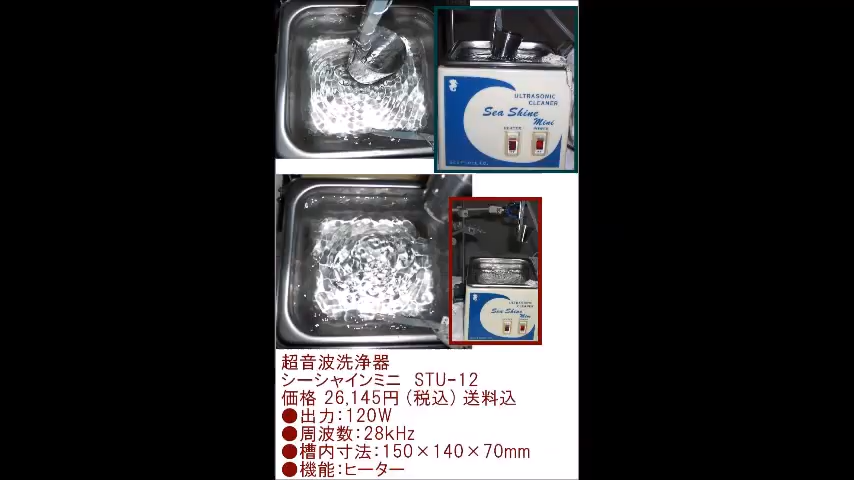 ULTRASONIC
CLEANER
Sea Shine
Mini
HEATER POWER
ULTRASONIC
CLEANER
Sea Shine
Mini
超音波洗浄器
シーシャインミニ STU-12
価格 26,145円 (税込) 送料込
●出力:120W
●周波数:28kHz
●槽内寸法:150×140×70mm
●機能:ヒーター